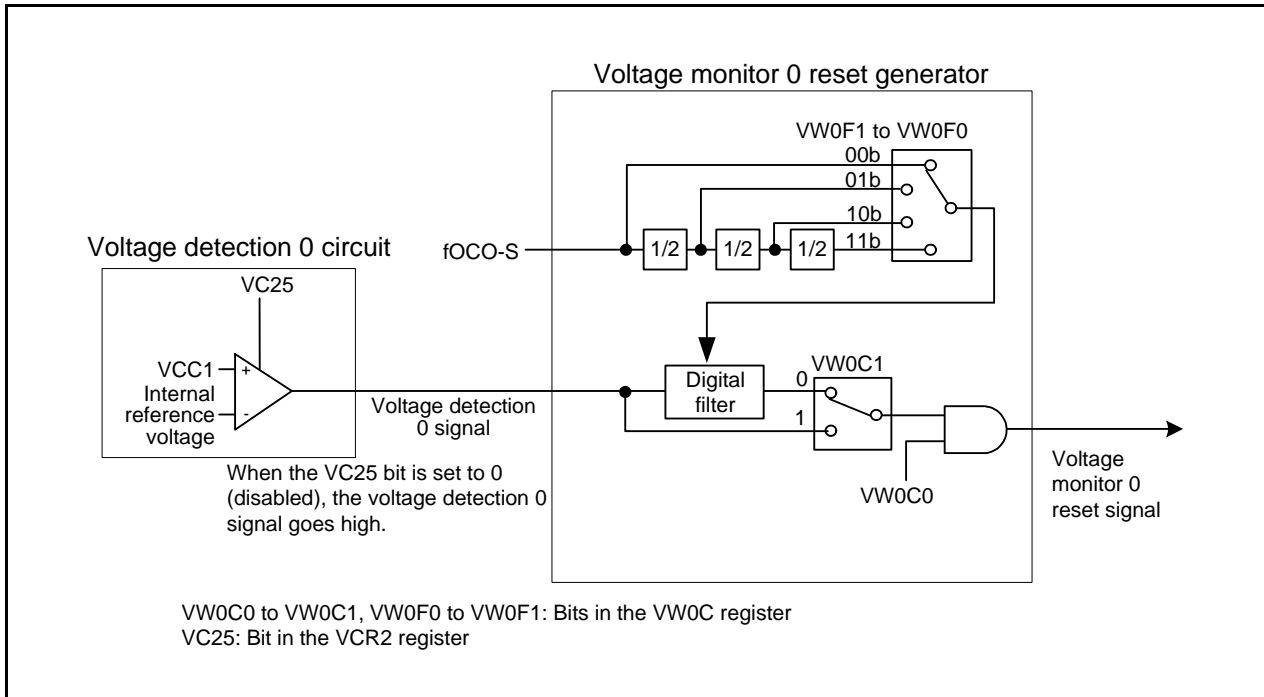 Voltage monitor 0 reset generator
VW0F1 to VW0F0
00b
01b
10b
11b
fOCO-S
1/2
1/2
1/2
Voltage detection 0 circuit
VC25
VCC1
+
Internal
reference
voltage
-
Voltage detection
0 signal
When the VC25 bit is set to 0
(disabled), the voltage detection 0
signal goes high.
Digital
filter
VW0C1
0
1
VW0C0
Voltage
monitor 0
reset signal
VW0C0 to VW0C1, VW0F0 to VW0F1: Bits in the VW0C register
VC25: Bit in the VCR2 register